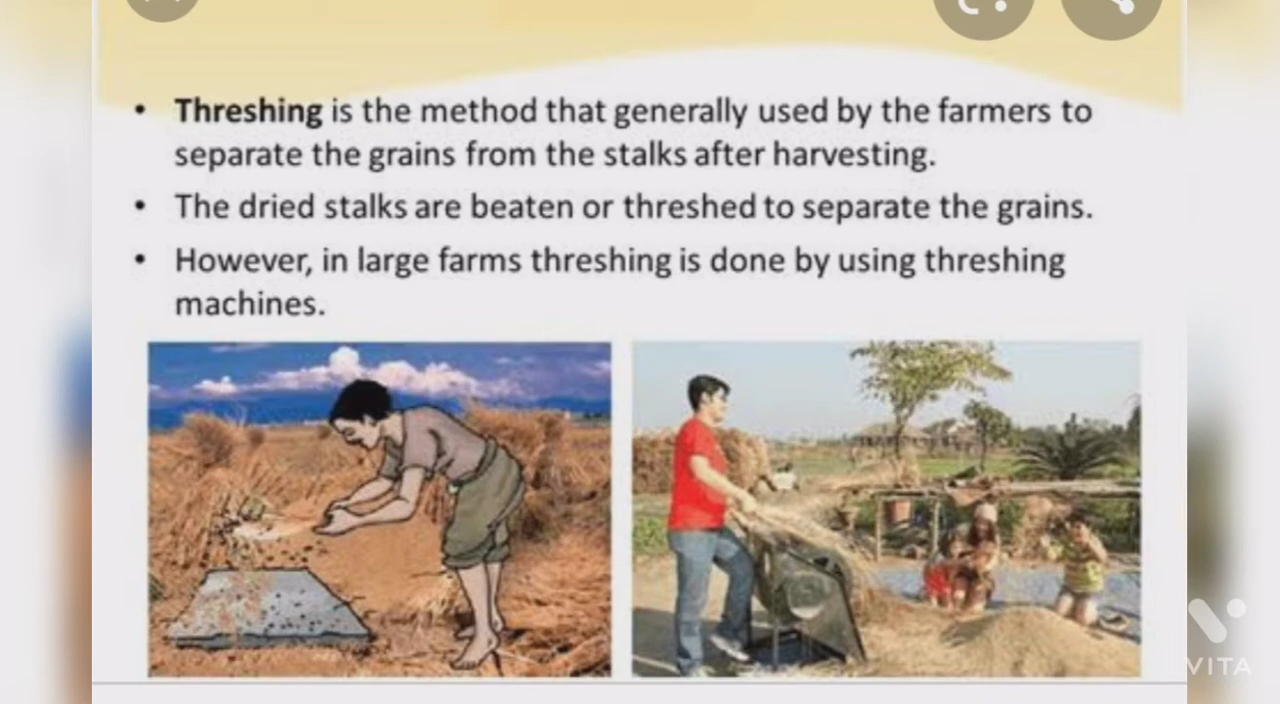 • Threshing is the method that generally used by the farmers to
separate the grains from the stalks after harvesting.
• The dried stalks are beaten or threshed to separate the grains.
• However, in large farms threshing is done by using threshing
machines.
VITA